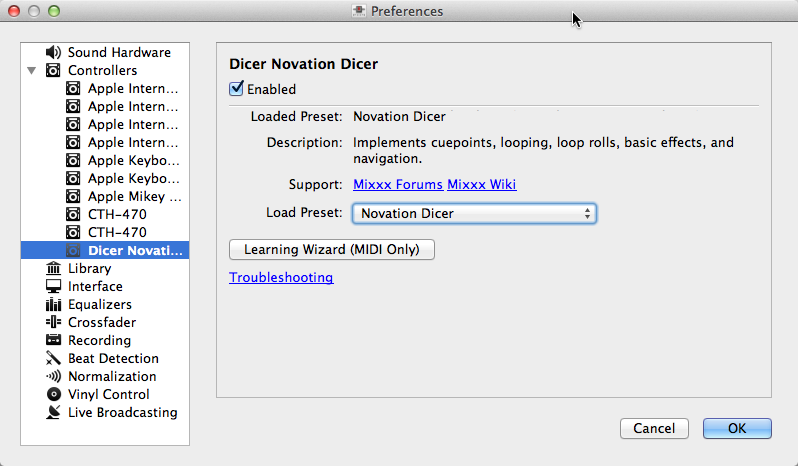 Preferences
Sound Hardware
Controllers
Apple Intern...
Apple Intern...
Apple Intern...
Apple Intern...
Apple Keybo...
Apple Keybo...
Apple Mikey ...
CTH-470
CTH-470
Dicer Novati...
Library
Interface
Equalizers
Crossfader
Recording
Beat Detection
Normalization
Vinyl Control
Live Broadcasting
Dicer Novation Dicer
Enabled
Loaded Preset: Novation Dicer
Description: Implements cuepoints, looping, loop rolls, basic effects, and
navigation.
Support: Mixxx Forums Mixxx Wiki
Load Preset: Novation Dicer
Learning Wizard (MIDI Only)
Troubleshooting
Cancel OK